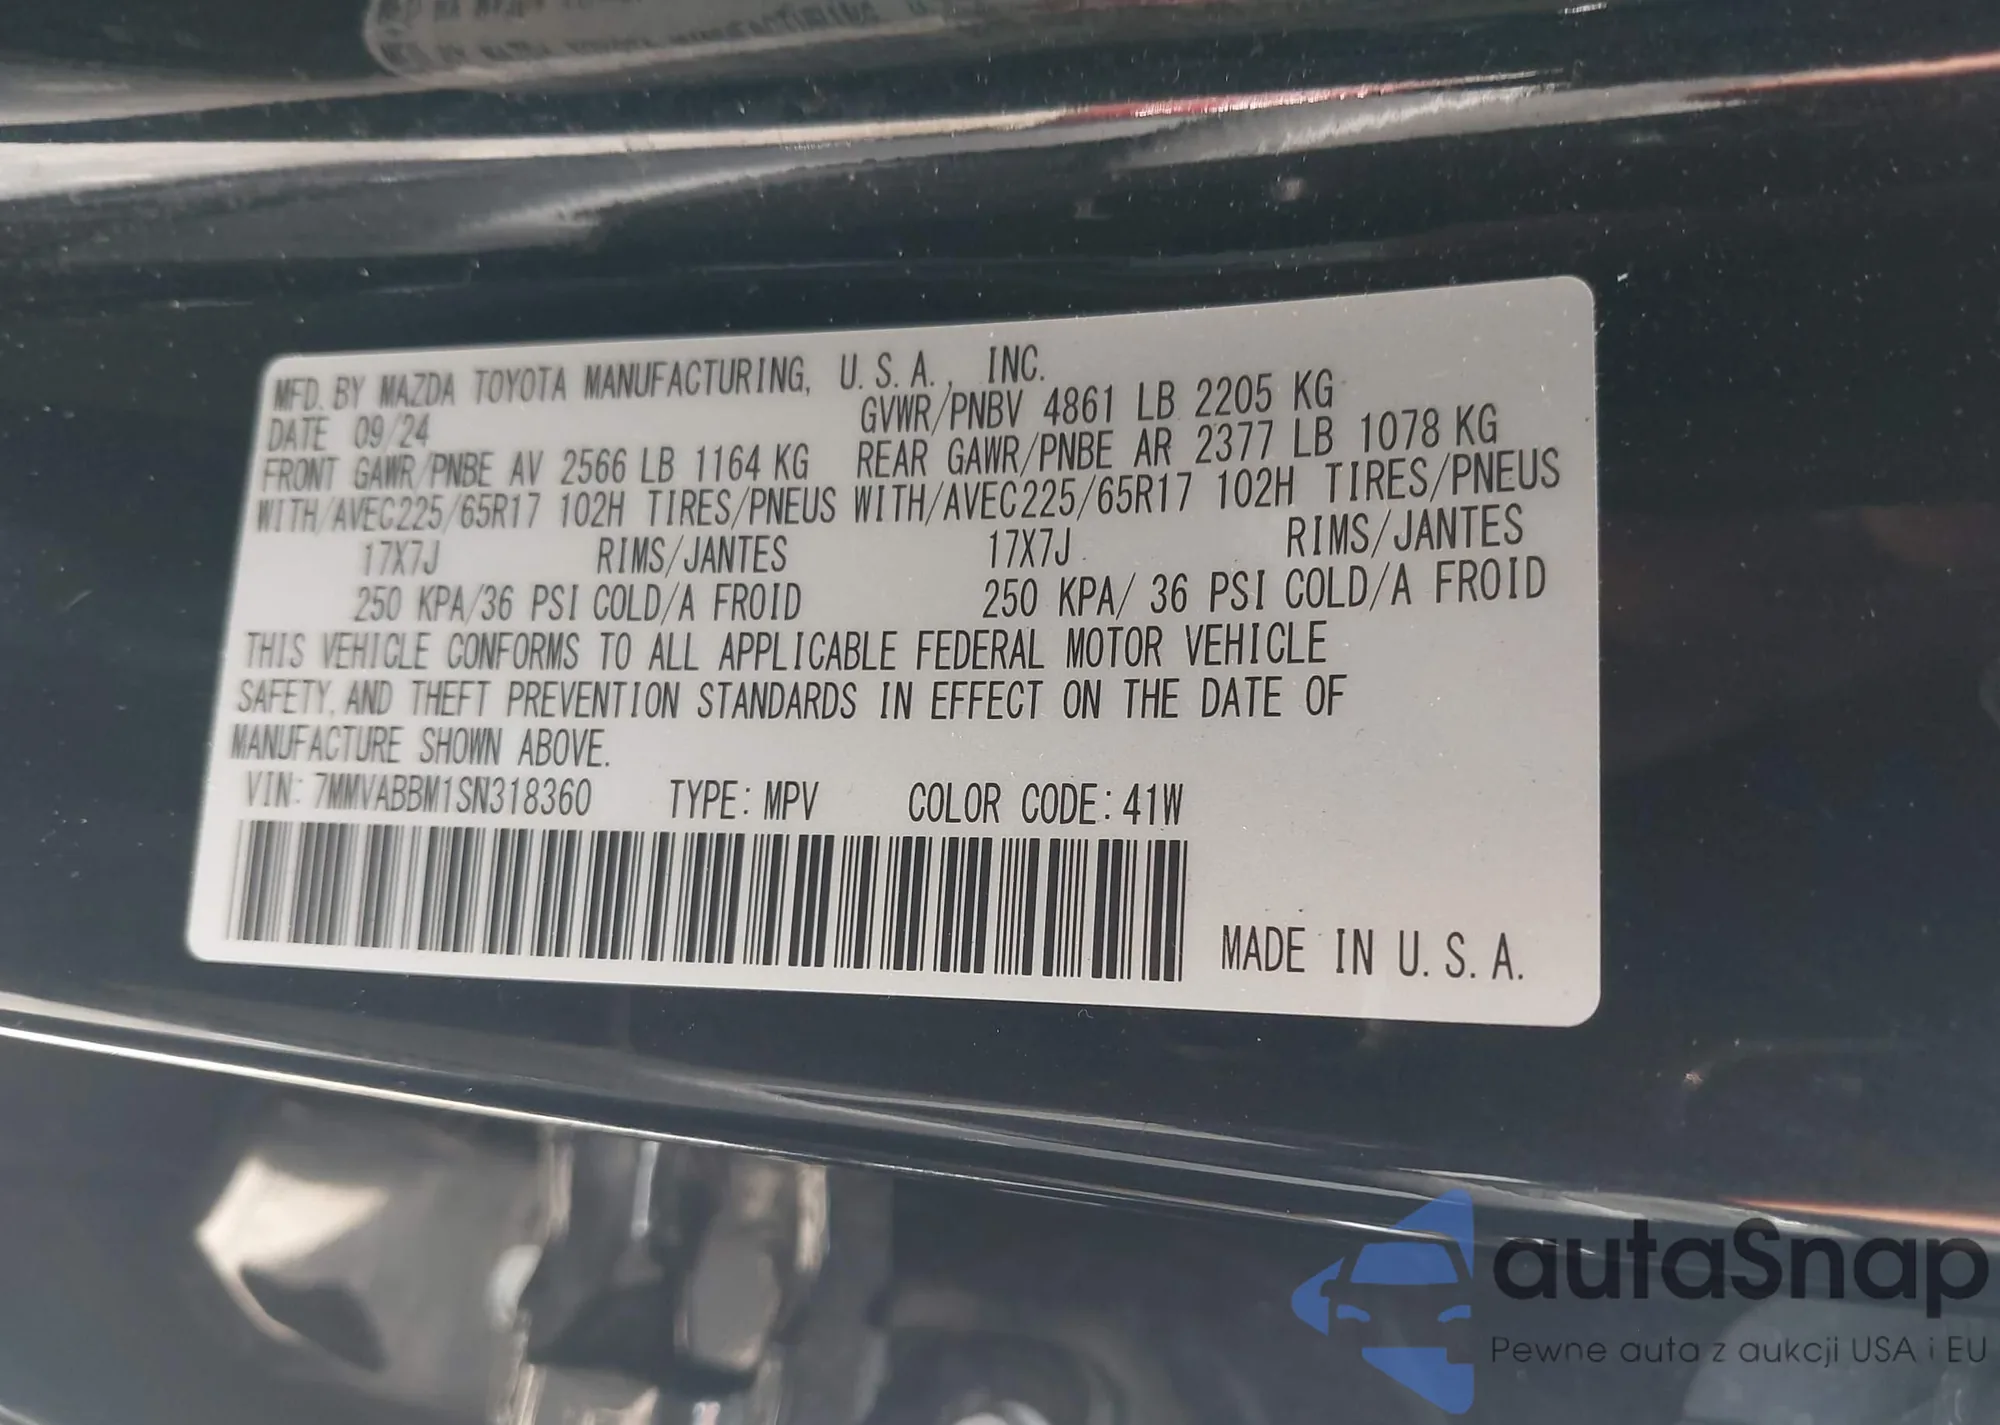 MFD. BY MAZDA TOYOTA MANUFACTURING, U.S.A., INC.
DATE 09/24 GVWR/PNBV 4861 LB 2205 KG
FRONT GAWR/PNBE AV 2566 LB 1164 KG REAR GAWR/PNBE AR 2377 LB 1078 KG
WITH/AVEC225/65R17 102H TIRES/PNEUS WITH/AVEC225/65R17 102H TIRES/PNEUS
17X7J RIMS/JANTES 17X7J RIMS/JANTES
250 KPA/36 PSI COLD/A FROID 250 KPA/ 36 PSI COLD/A FROID
THIS VEHICLE CONFORMS TO ALL APPLICABLE FEDERAL MOTOR VEHICLE
SAFETY, AND THEFT PREVENTION STANDARDS IN EFFECT ON THE DATE OF
MANUFACTURE SHOWN ABOVE.
VIN: 7MMVABBM1SN318360 TYPE: MPV COLOR CODE: 41W
MADE IN U.S.A.
autaSnap
Pewne auta z aukcji USA i EU